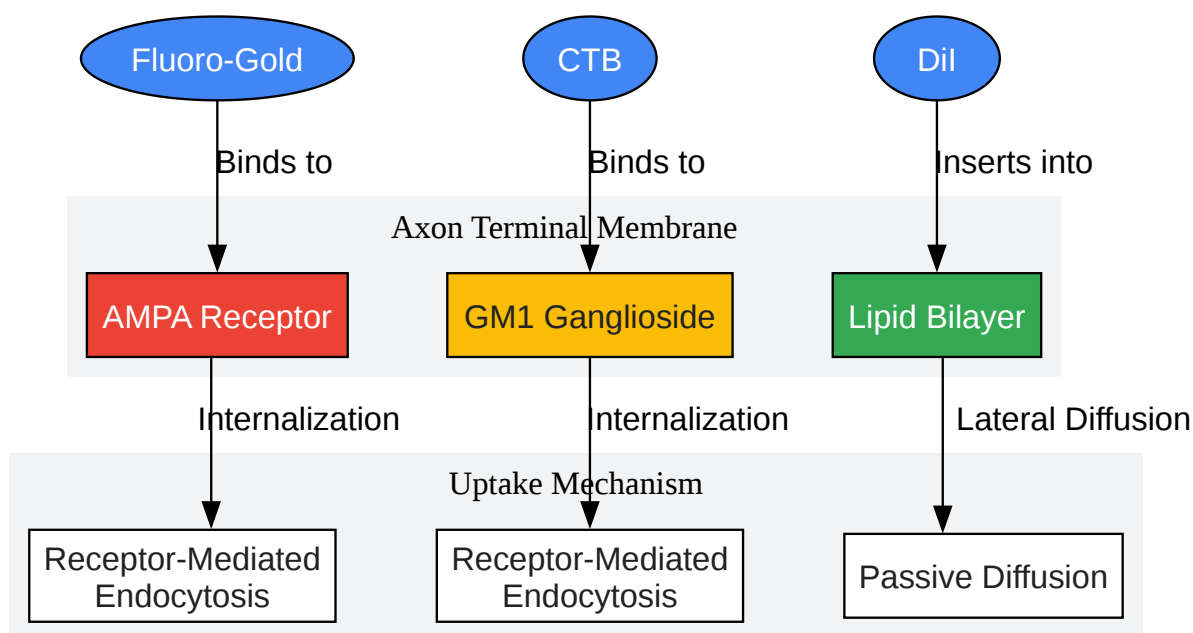 Fluoro-Gold
CTB
DiI
Binds to
Binds to
Inserts into
Axon Terminal Membrane
AMPA Receptor
GM1 Ganglioside
Lipid Bilayer
Internalization
Internalization
Lateral Diffusion
Uptake Mechanism
Receptor-Mediated
Endocytosis
Receptor-Mediated
Endocytosis
Passive Diffusion